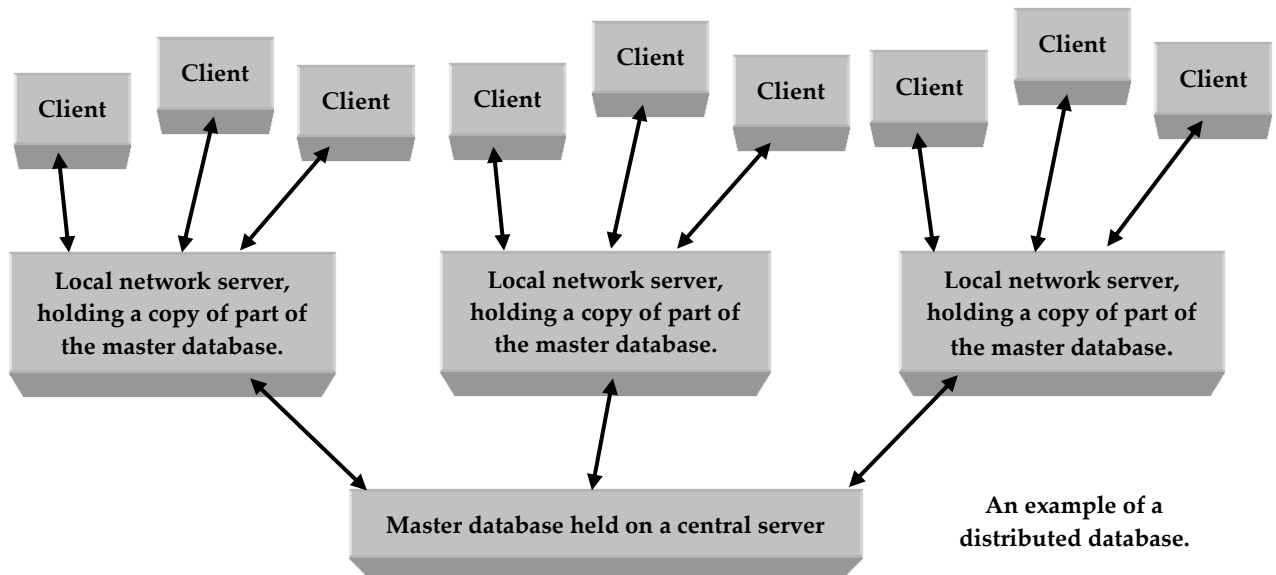 Client
Client
Client
Client
Client
Client
Client
Client
Client
Local network server,
holding a copy of part of
the master database.
Local network server,
holding a copy of part of
the master database.
Local network server,
holding a copy of part of
the master database.
Master database held on a central server
An example of a
distributed database.